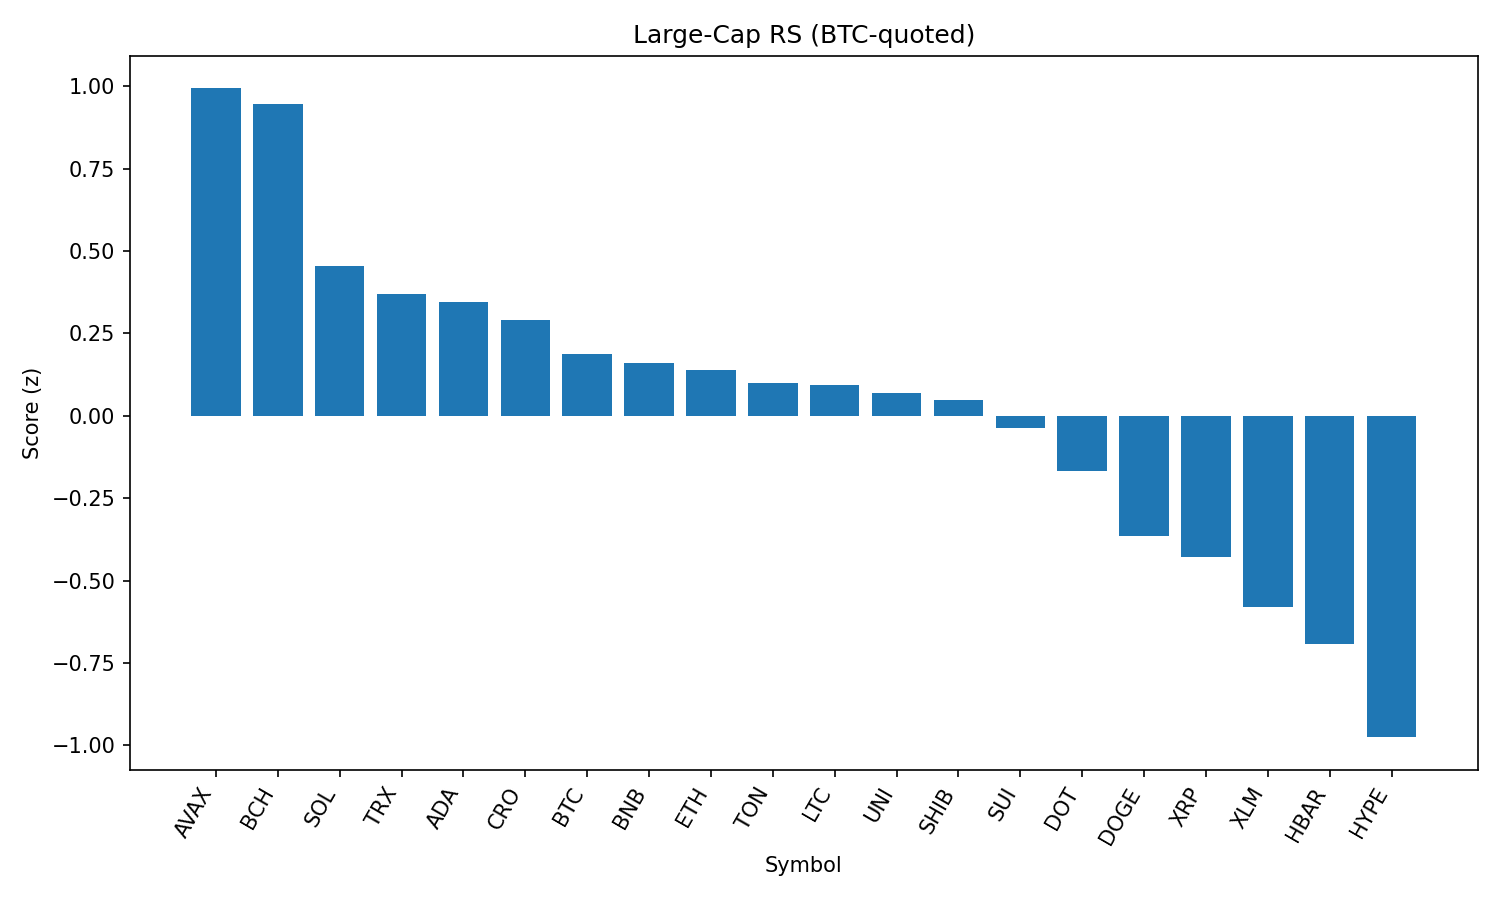 Large-Cap RS (BTC-quoted)
1.00
0.75
0.50
0.25
0.00
−0.25
−0.50
−0.75
−1.00
Score (z)
AVAX
BCH
SOL
TRX
ADA
CRO
BTC
BNB
ETH
TON
LTC
UNI
SHIB
SUI
DOT
DOGE
XRP
XLM
HBAR
HYPE
Symbol